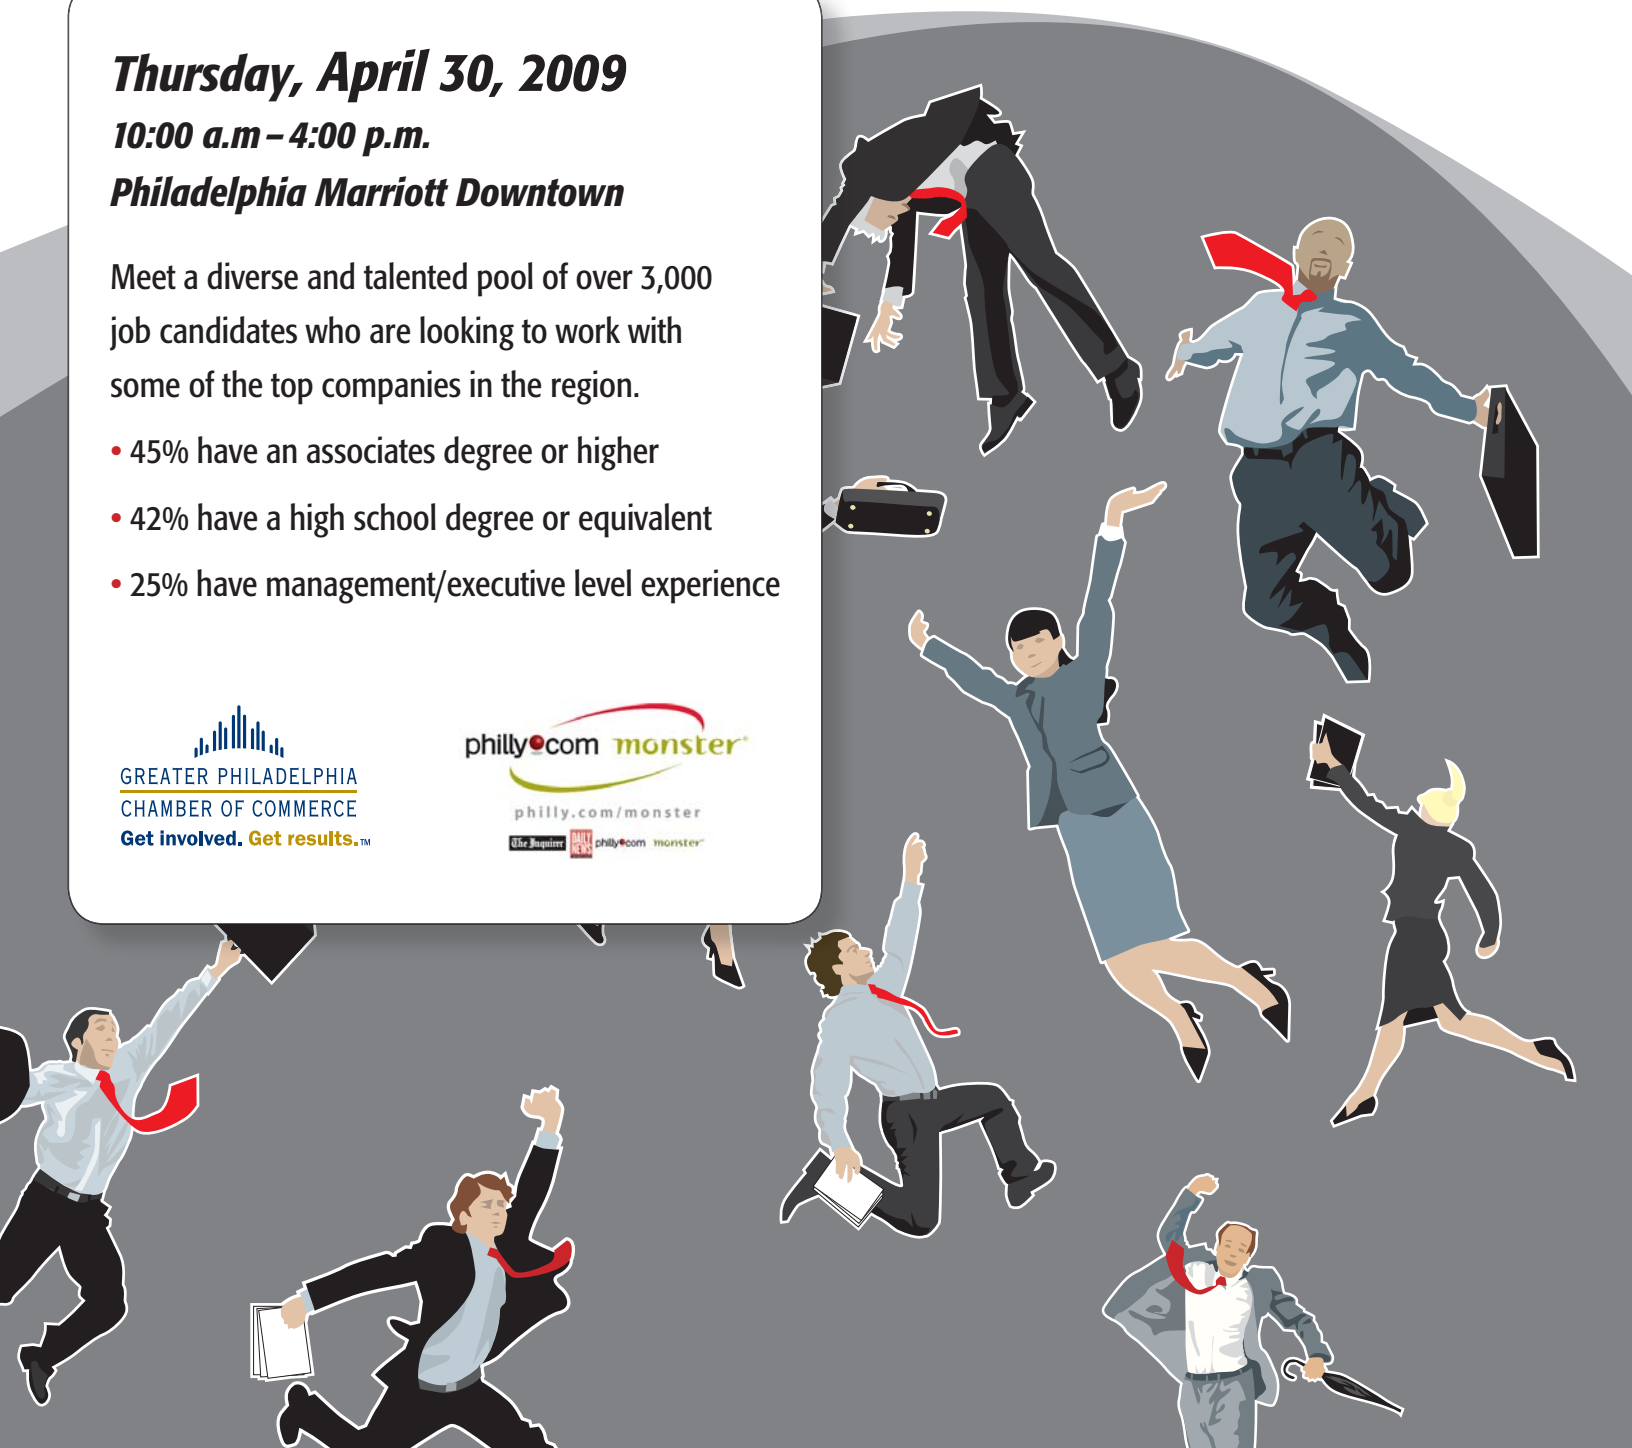 Thursday, April 30, 2009
10:00 a.m – 4:00 p.m.
Philadelphia Marriott Downtown
Meet a diverse and talented pool of over 3,000
job candidates who are looking to work with
some of the top companies in the region.
• 45% have an associates degree or higher
• 42% have a high school degree or equivalent
• 25% have management/executive level experience
GREATER PHILADELPHIA
CHAMBER OF COMMERCE
Get involved. Get results.™
philly.com monster®
philly.com/monster
The Inquirer DAILY NEWS philly.com monster